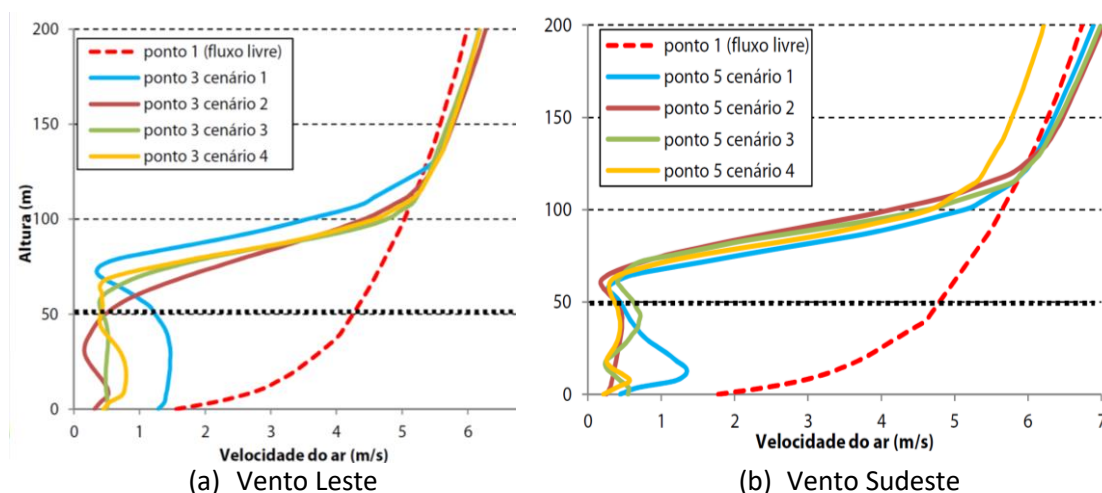 200
150
100
50
0
Altura (m)
ponto 1 (fluxo livre)
ponto 3 cenário 1
ponto 3 cenário 2
ponto 3 cenário 3
ponto 3 cenário 4
0 1 2 3 4 5 6
Velocidade do ar (m/s)
(a) Vento Leste
200
150
100
50
0
ponto 1 (fluxo livre)
ponto 5 cenário 1
ponto 5 cenário 2
ponto 5 cenário 3
ponto 5 cenário 4
0 1 2 3 4 5 6 7
Velocidade do ar (m/s)
(b) Vento Sudeste